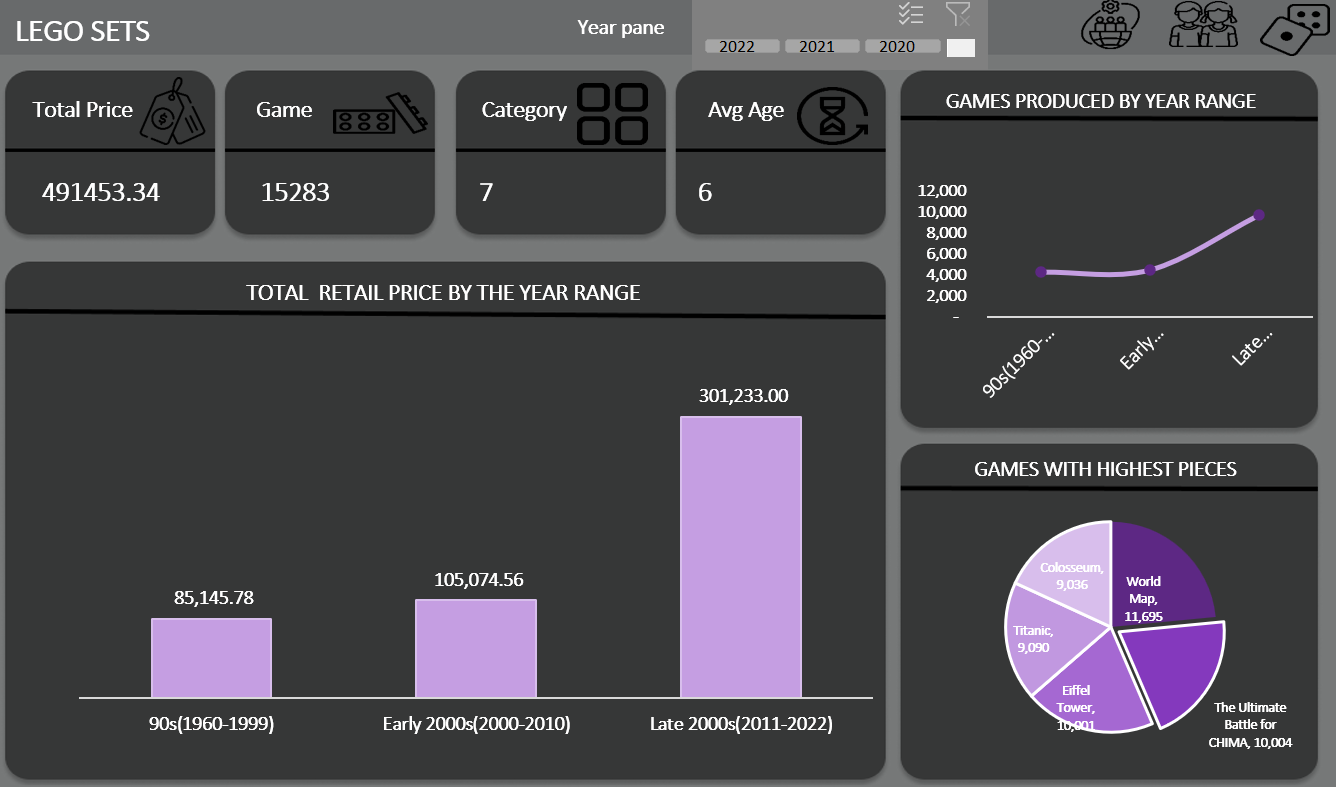 LEGO SETS
Year pane
2022
2021
2020
Total Price
491453.34
Game
15283
Category
7
Avg Age
6
GAMES PRODUCED BY YEAR RANGE
12,000
10,000
8,000
6,000
4,000
2,000
-
90s(1960-...
Early...
Late...
TOTAL RETAIL PRICE BY THE YEAR RANGE
85,145.78
105,074.56
301,233.00
90s(1960-1999)
Early 2000s(2000-2010)
Late 2000s(2011-2022)
GAMES WITH HIGHEST PIECES
Colosseum,
9,036
World
Map,
11,695
Titanic,
9,090
Eiffel
Tower,
10,001
The Ultimate
Battle for
CHIMA, 10,004